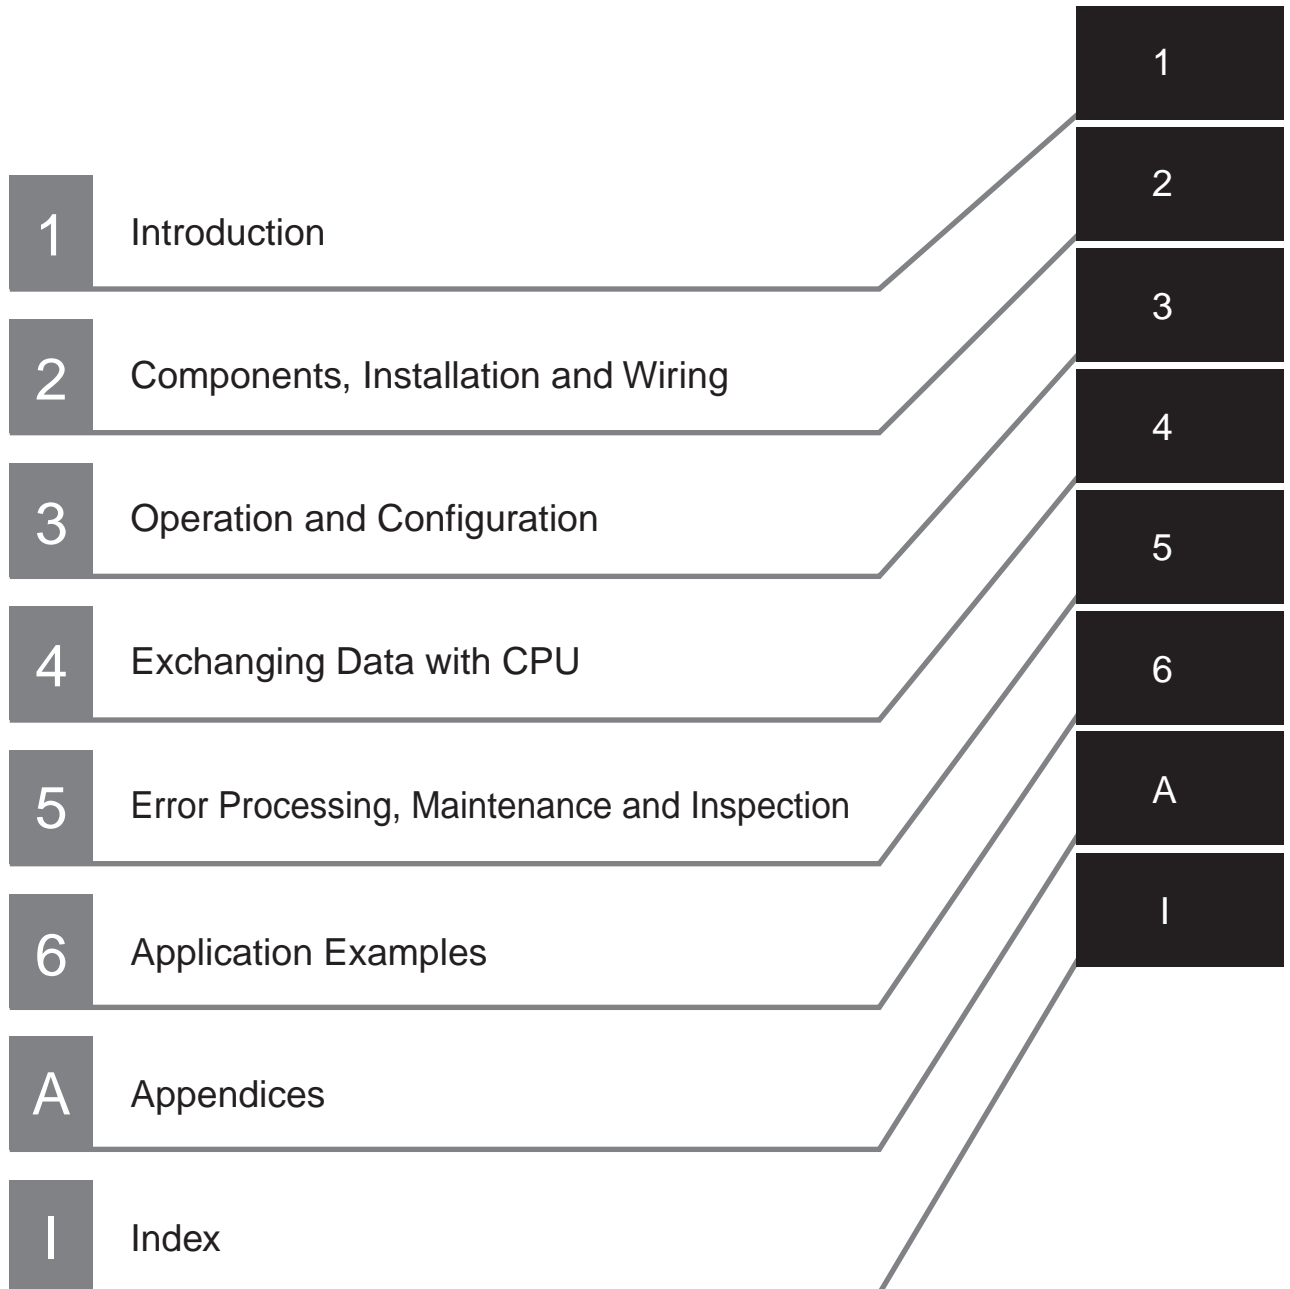 1
2
3
4
5
6
A
I
1 Introduction
2 Components, Installation and Wiring
3 Operation and Configuration
4 Exchanging Data with CPU
5 Error Processing, Maintenance and Inspection
6 Application Examples
A Appendices
I Index